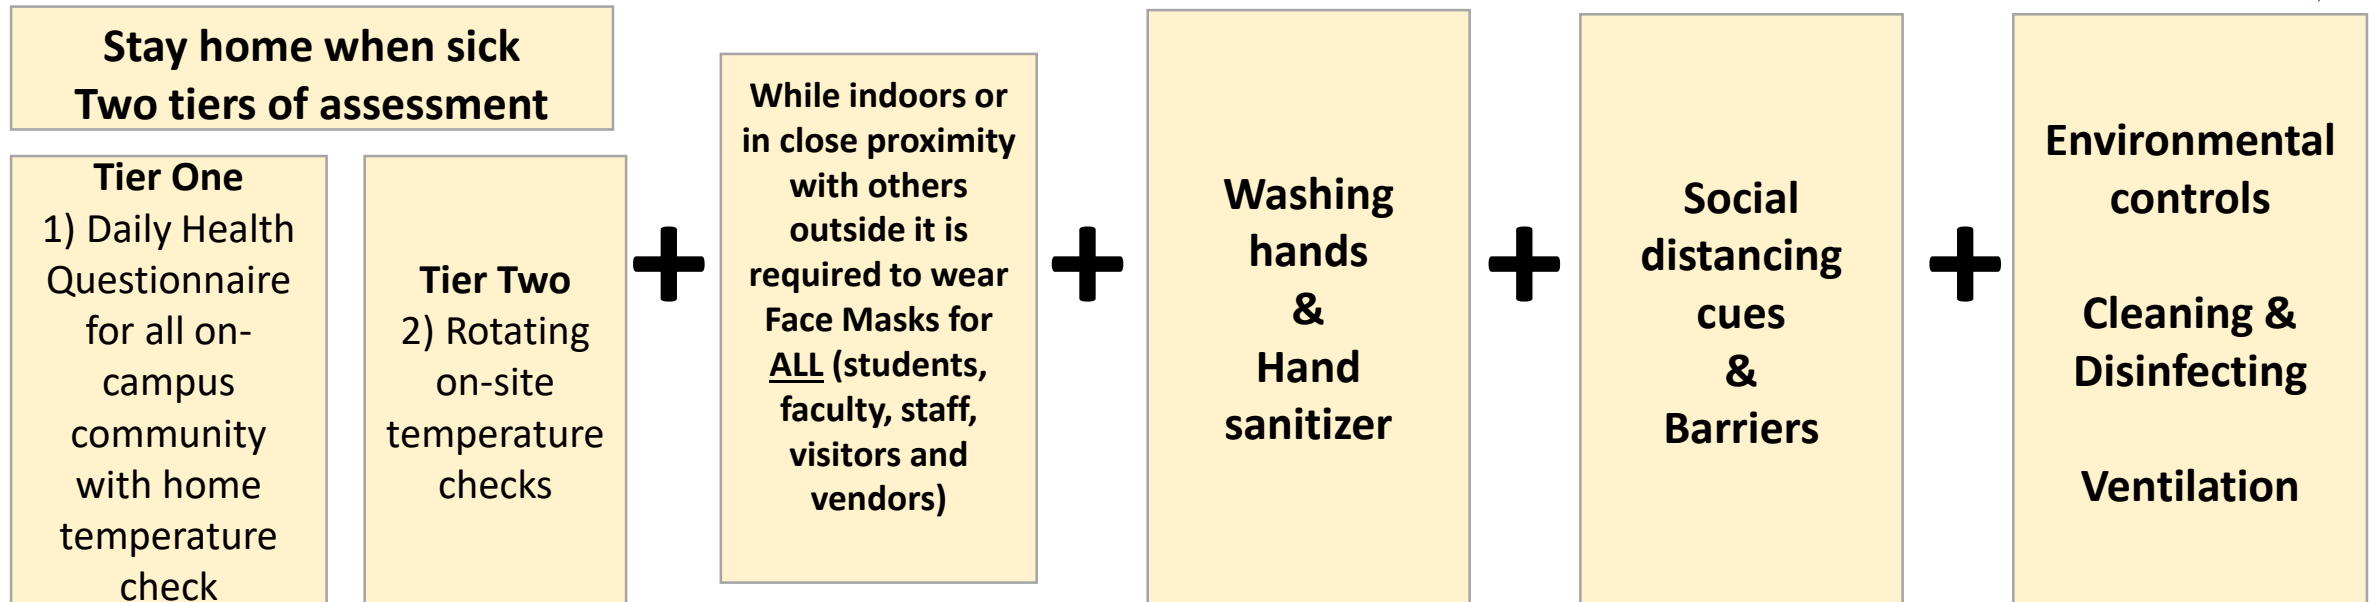 Stay home when sick
Two tiers of assessment
Tier One
1) Daily Health
Questionnaire
for all on-
campus
community
with home
temperature
check
Tier Two
2) Rotating
on-site
temperature
checks
+
While indoors or
in close proximity
with others
outside it is
required to wear
Face Masks for
ALL (students,
faculty, staff,
visitors and
vendors)
+
Washing
hands
&
Hand
sanitizer
+
Social
distancing
cues
&
Barriers
+
Environmental
controls
Cleaning &
Disinfecting
Ventilation